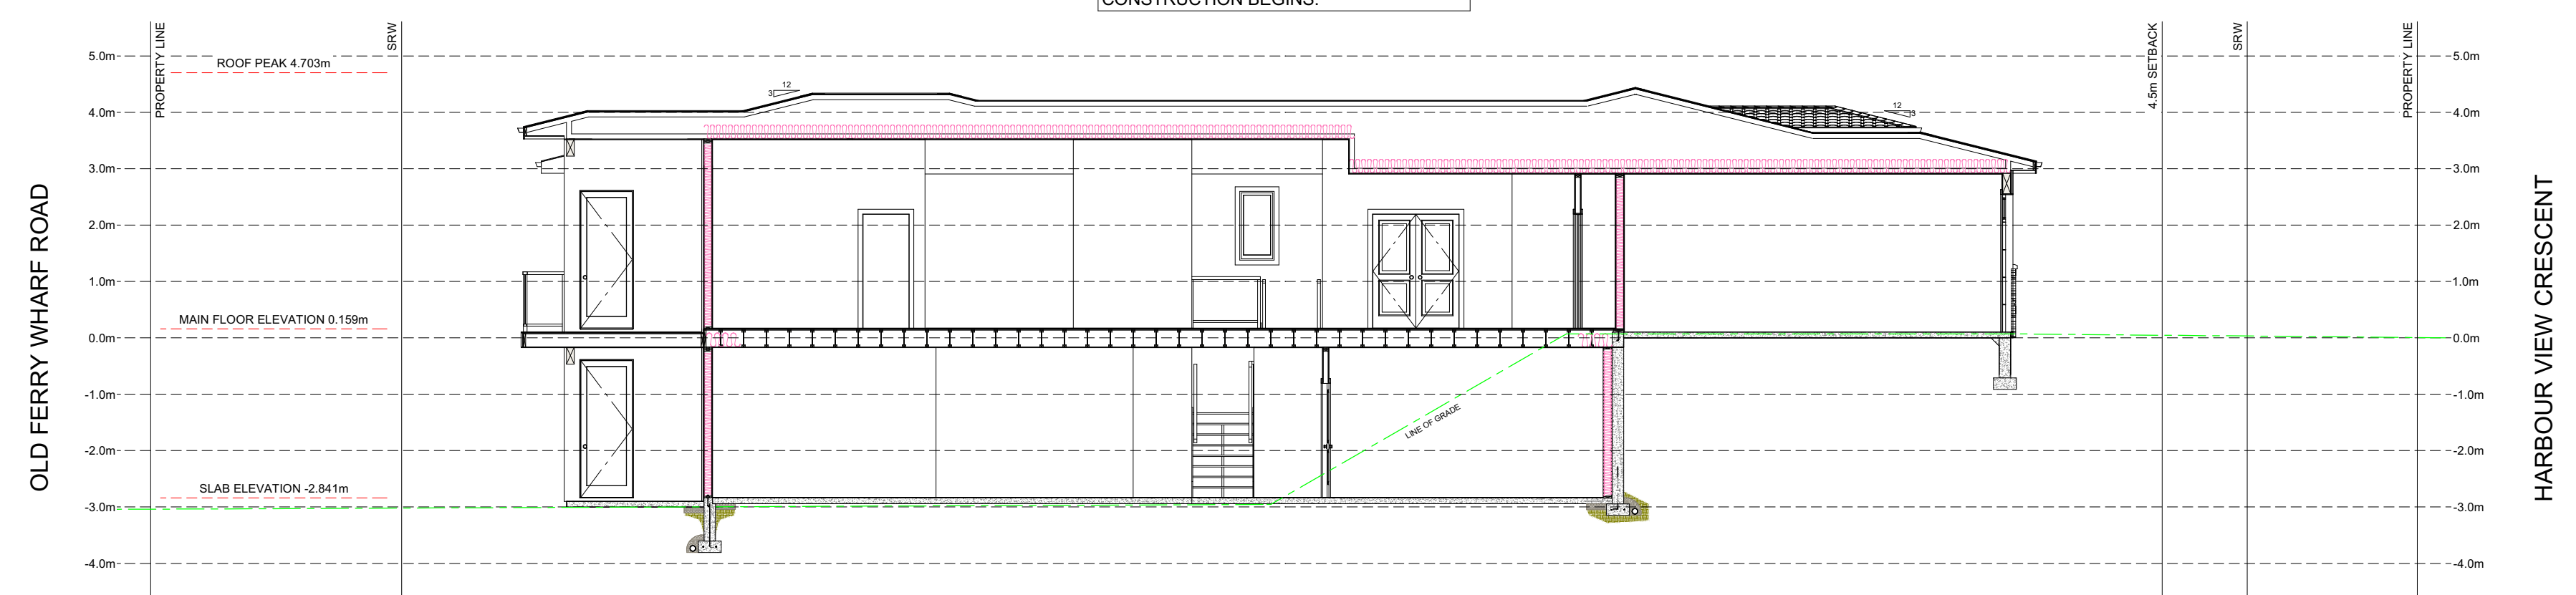 CONSTRUCTION BEGINS.
PROPERTY LINE
SRW
4.5m SETBACK
SRW
PROPERTY LINE
5.0m
5.0m
ROOF PEAK 4.703m
12
3
4.0m
12
3
4.0m
3.0m
3.0m
2.0m
2.0m
1.0m
1.0m
MAIN FLOOR ELEVATION 0.159m
0.0m
0.0m
-1.0m
-1.0m
LINE OF GRADE
-2.0m
-2.0m
SLAB ELEVATION -2.841m
-3.0m
-3.0m
-4.0m
-4.0m
OLD FERRY WHARF ROAD
HARBOUR VIEW CRESCENT